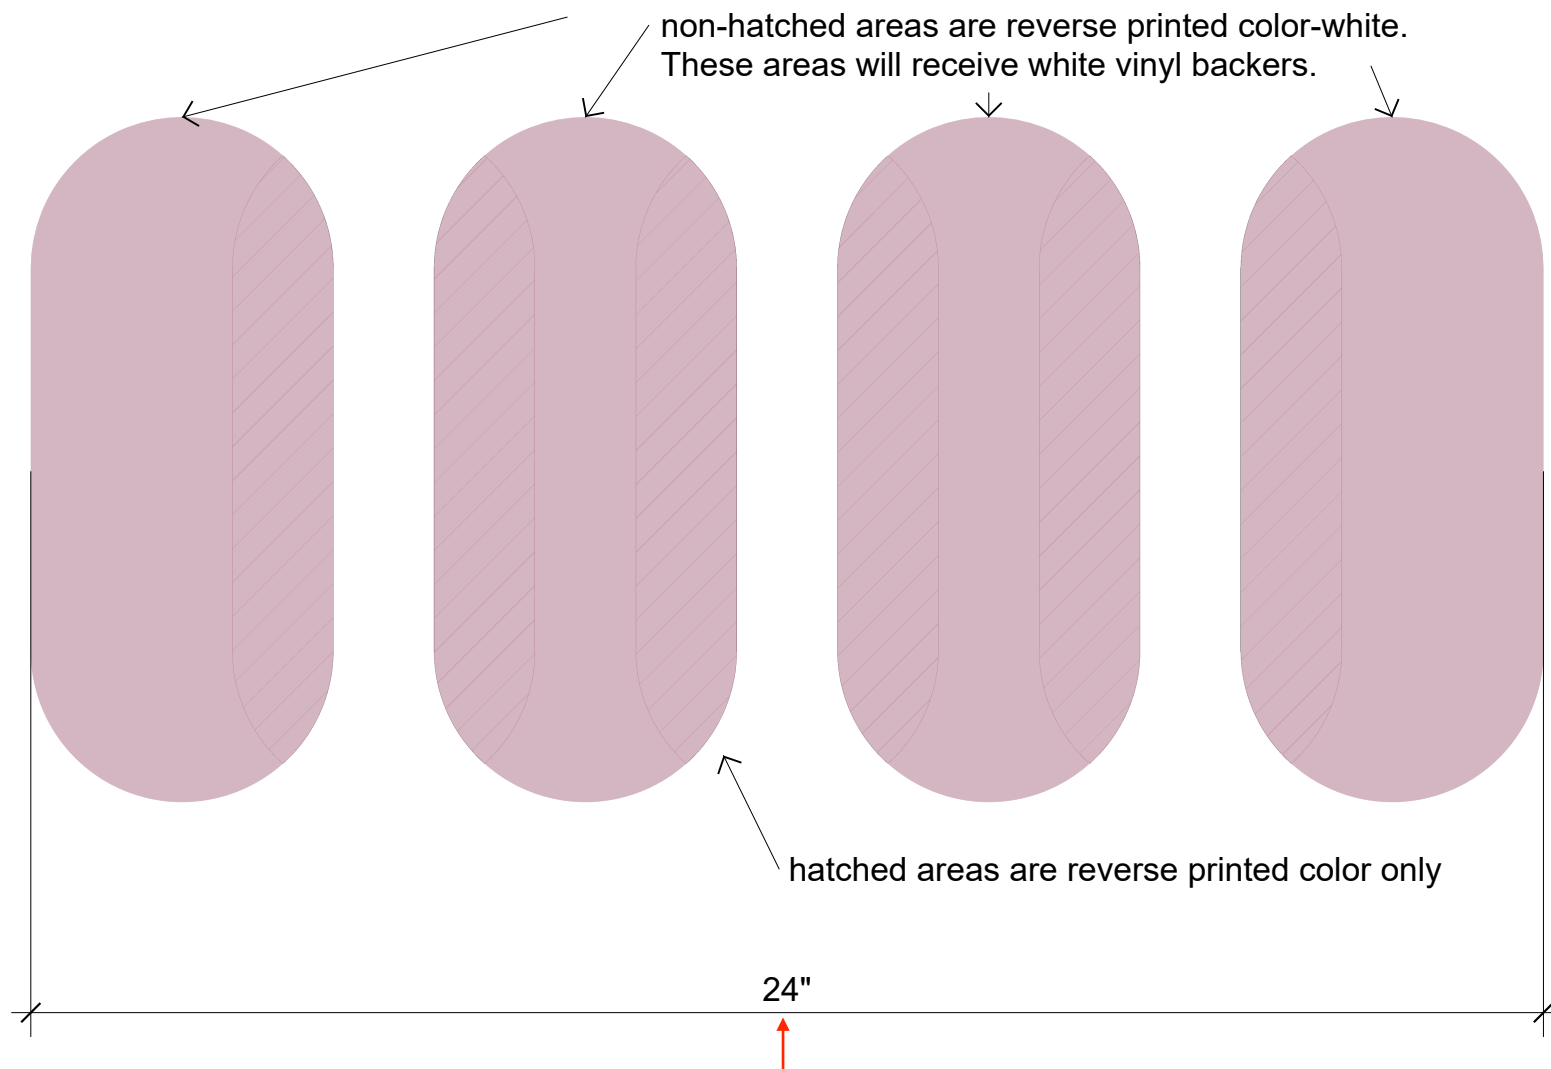 non-hatched areas are reverse printed color-white.
These areas will receive white vinyl backers.
hatched areas are reverse printed color only
24"